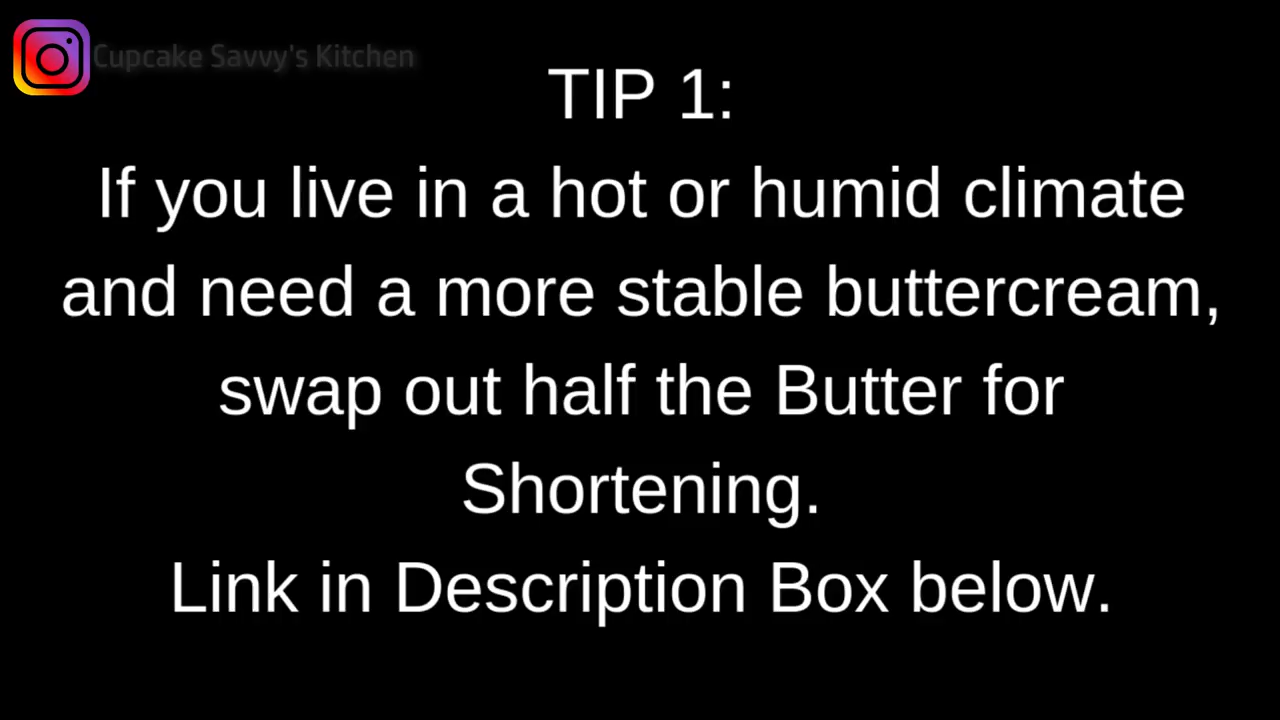 Cupcake Savvy's Kitchen
TIP 1:
If you live in a hot or humid climate
and need a more stable buttercream,
swap out half the Butter for
Shortening.
Link in Description Box below.